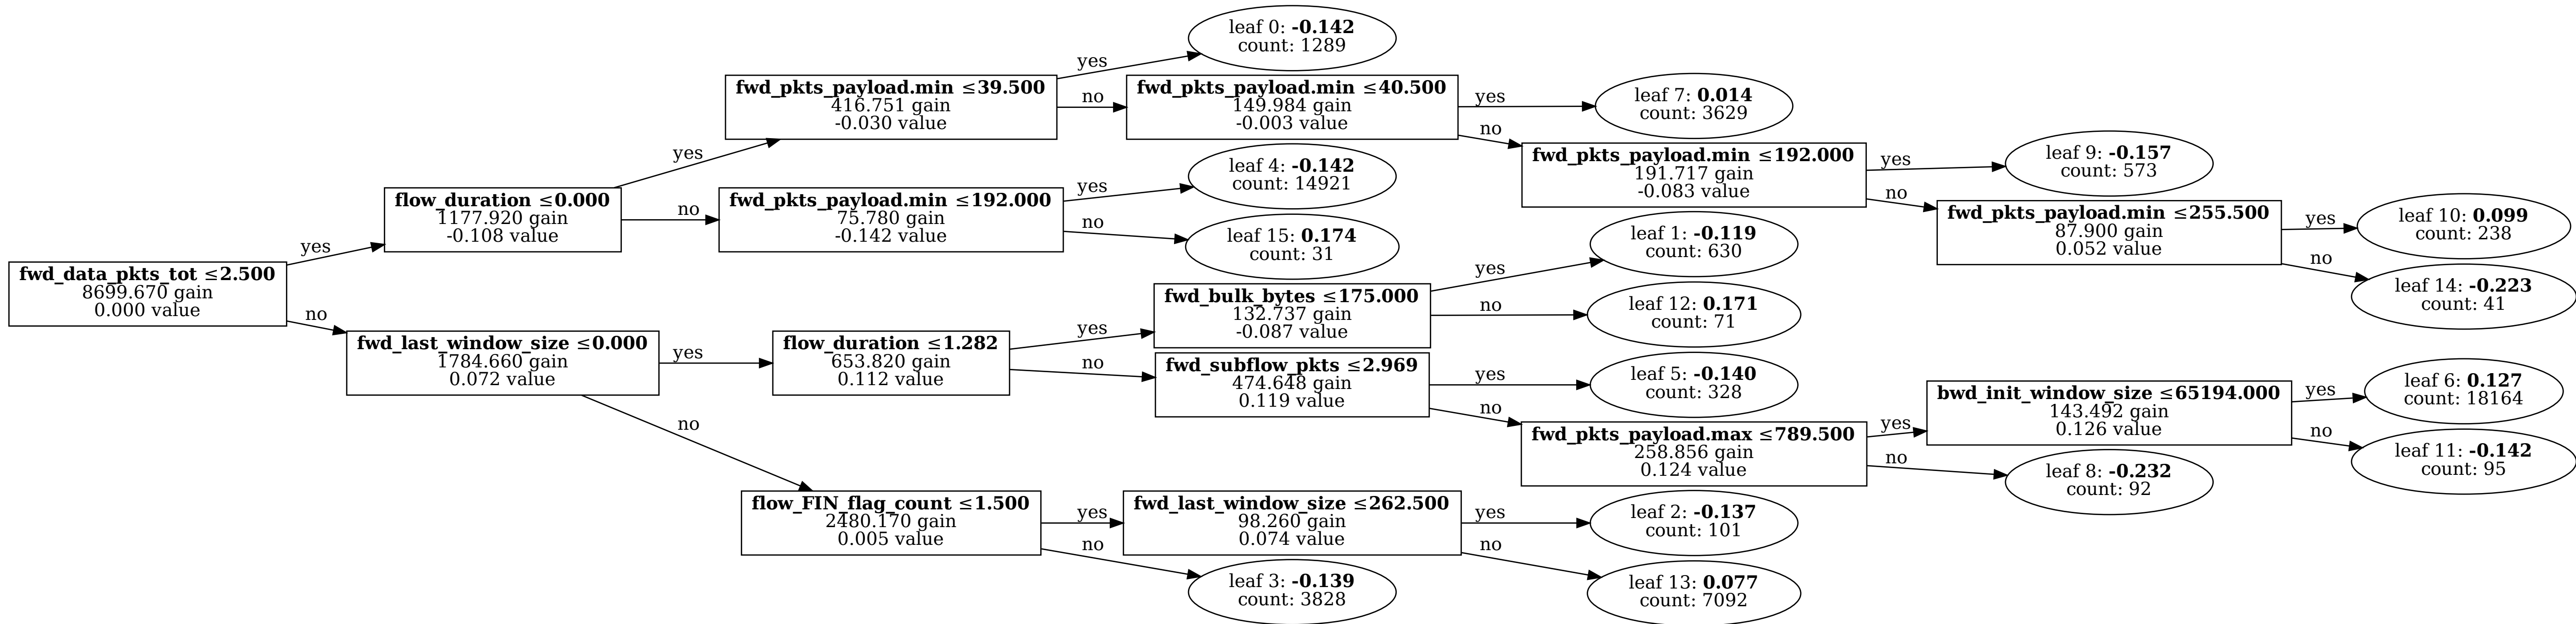 fwd_data_pkts_tot ≤2.500
8699.670 gain
0.000 value
yes
no
flow_duration ≤0.000
1177.920 gain
-0.108 value
yes
no
fwd_pkts_payload.min ≤39.500
416.751 gain
-0.030 value
yes
no
leaf 0: -0.142
count: 1289
fwd_pkts_payload.min ≤40.500
149.984 gain
-0.003 value
yes
no
leaf 7: 0.014
count: 3629
fwd_pkts_payload.min ≤192.000
191.717 gain
-0.083 value
yes
no
leaf 9: -0.157
count: 573
fwd_pkts_payload.min ≤255.500
87.900 gain
0.052 value
yes
no
leaf 10: 0.099
count: 238
leaf 14: -0.223
count: 41
fwd_pkts_payload.min ≤192.000
75.780 gain
-0.142 value
yes
no
leaf 4: -0.142
count: 14921
leaf 15: 0.174
count: 31
fwd_last_window_size ≤0.000
1784.660 gain
0.072 value
yes
no
flow_duration ≤1.282
653.820 gain
0.112 value
yes
no
fwd_bulk_bytes ≤175.000
132.737 gain
-0.087 value
yes
no
leaf 1: -0.119
count: 630
leaf 12: 0.171
count: 71
fwd_subflow_pkts ≤2.969
474.648 gain
0.119 value
yes
no
leaf 5: -0.140
count: 328
fwd_pkts_payload.max ≤789.500
258.856 gain
0.124 value
yes
no
bwd_init_window_size ≤65194.000
143.492 gain
0.126 value
yes
no
leaf 6: 0.127
count: 18164
leaf 11: -0.142
count: 95
leaf 8: -0.232
count: 92
flow_FIN_flag_count ≤1.500
2480.170 gain
0.005 value
yes
no
fwd_last_window_size ≤262.500
98.260 gain
0.074 value
yes
no
leaf 2: -0.137
count: 101
leaf 13: 0.077
count: 7092
leaf 3: -0.139
count: 3828